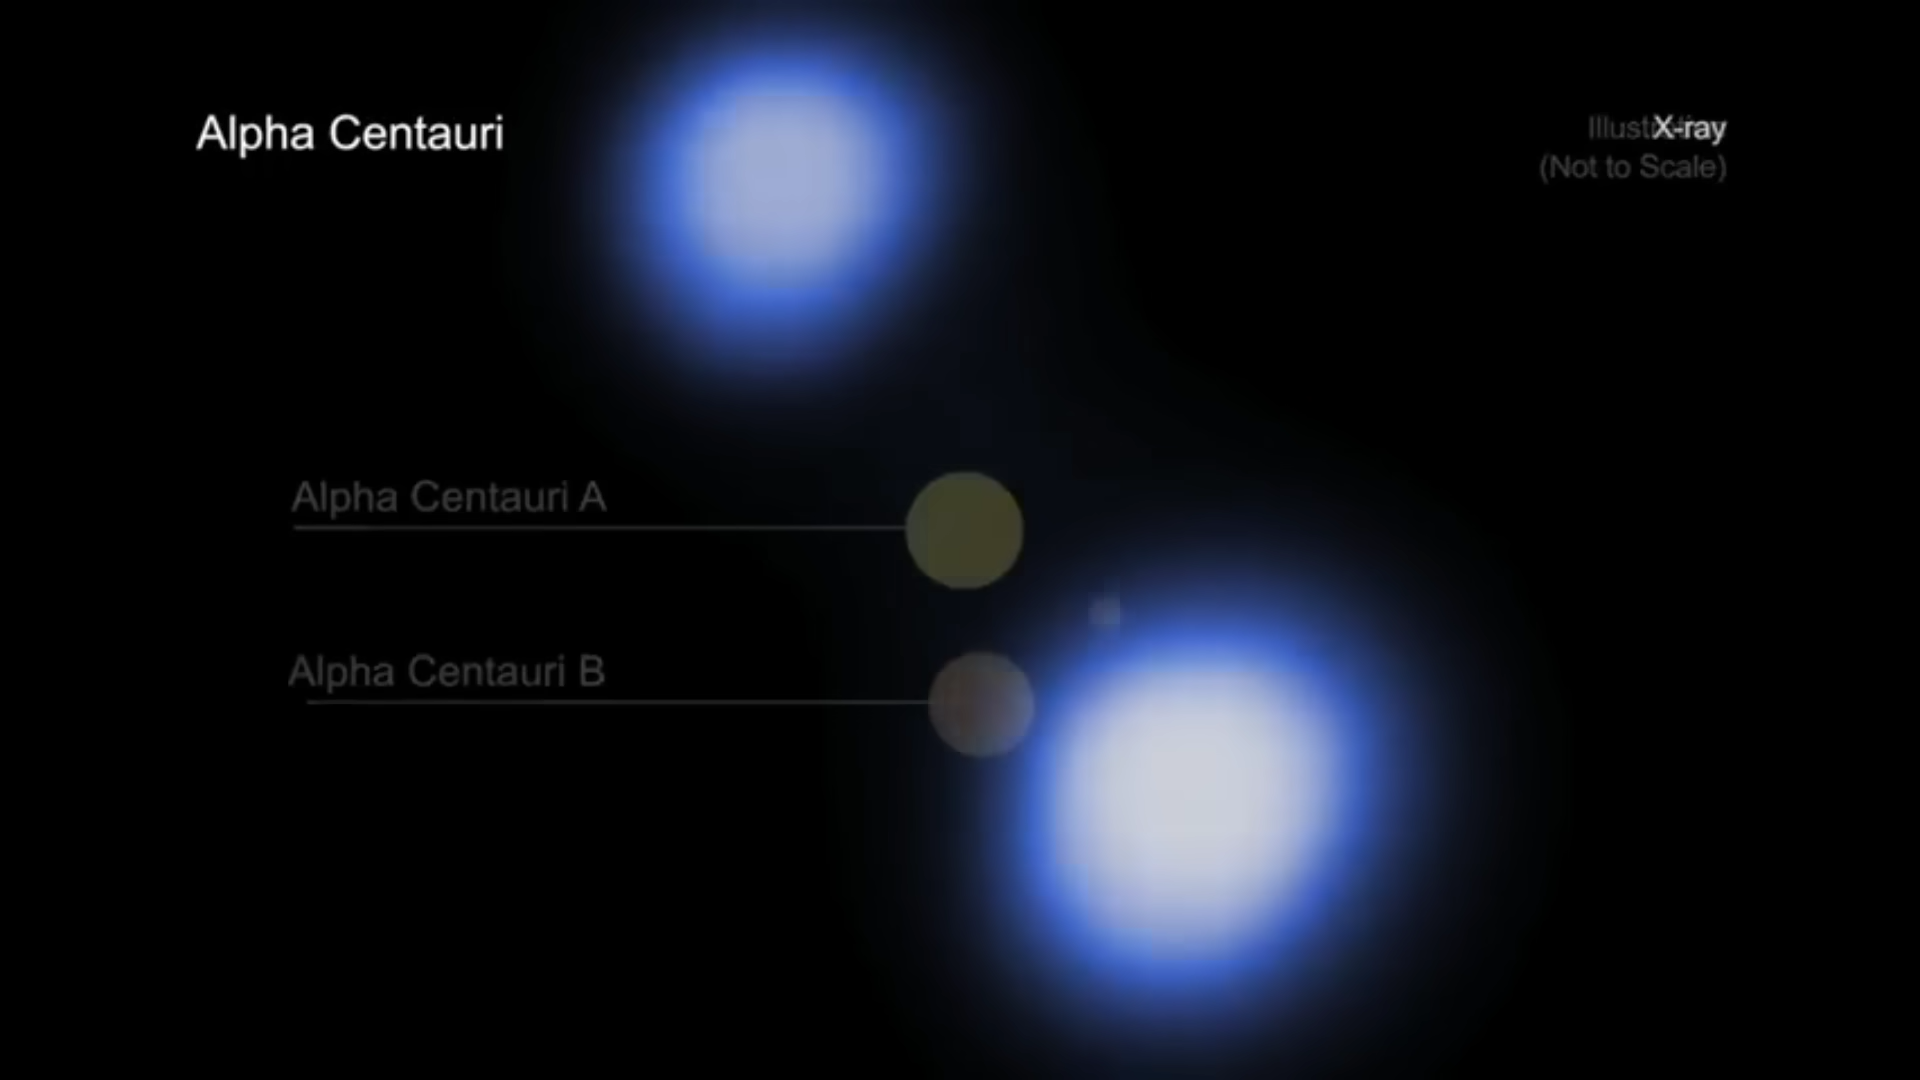 Alpha Centauri
X-ray
(Not to Scale)
Alpha Centauri A
Alpha Centauri B